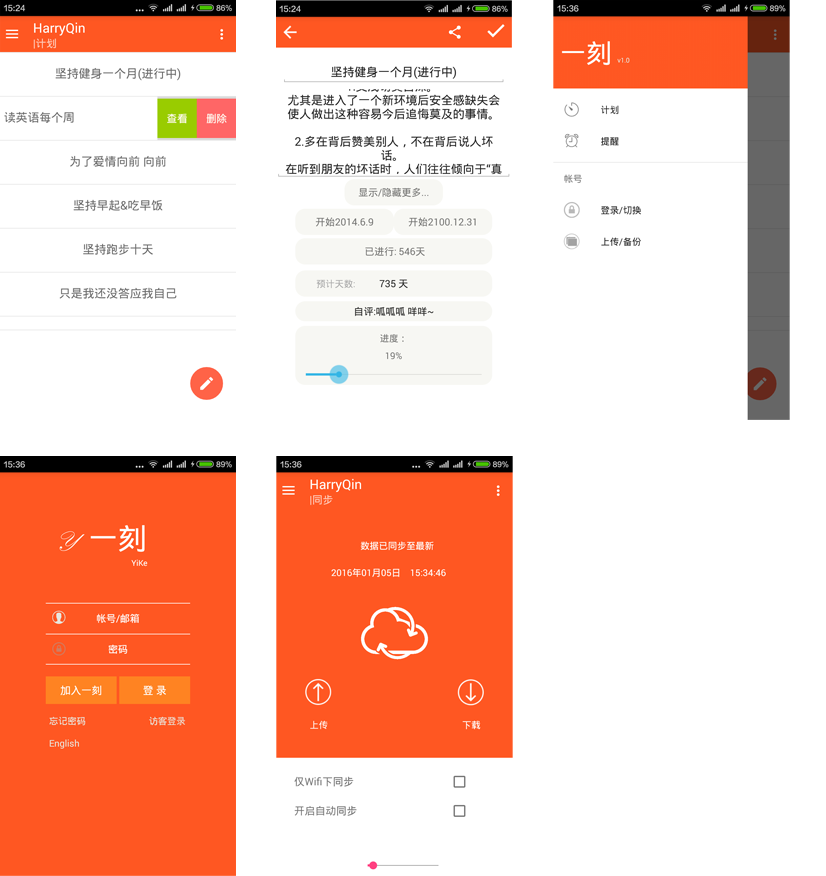 15:24
86%
HarryQin
|计划
坚持健身一个月(进行中)
读英语每个周
查看
删除
为了爱情向前 向前
坚持早起&吃早饭
坚持跑步十天
只是我还没答应我自己
15:24
86%
坚持健身一个月(进行中)
尤其是进入了一个新环境后安全感缺失会
使人做出这种容易今后追悔莫及的事情。
2.多在背后赞美别人，不在背后说人坏
话。
在听到朋友的坏话时，人们往往倾向于“真
显示/隐藏更多...
开始2014.6.9
开始2100.12.31
已进行: 546天
预计天数:
735 天
自评:呱呱呱 咩咩~
进度：
19%
15:36
89%
一刻
v1.0
计划
提醒
帐号
登录/切换
上传/备份
15:36
89%
一刻
YiKe
帐号/邮箱
密码
加入一刻
登 录
忘记密码
访客登录
English
15:36
89%
HarryQin
|同步
数据已同步至最新
2016年01月05日 15:34:46
上传
下载
仅Wifi下同步
开启自动同步